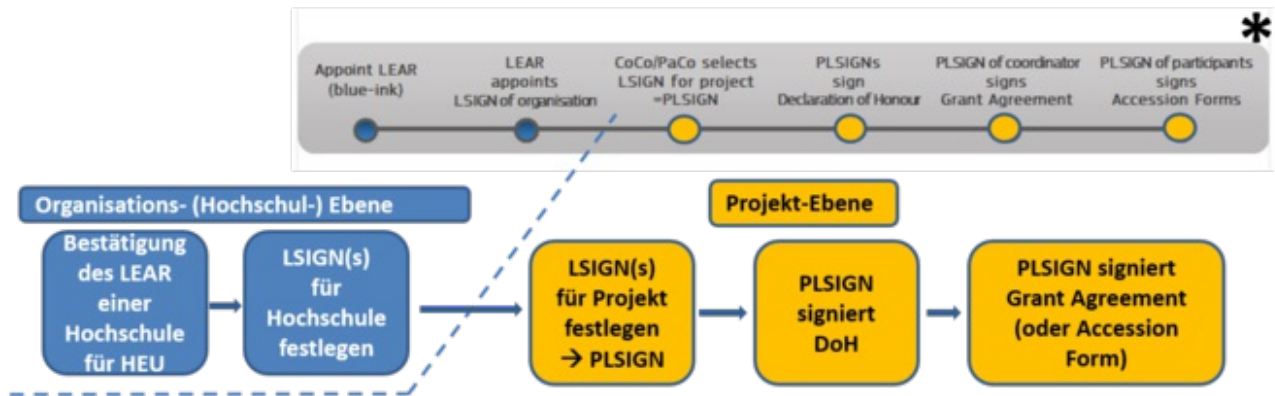 *
Appoint LEAR
(blue-ink)
LEAR
appoints
LSIGN of organisation
CoCo/PaCo selects
LSIGN for project
=PLSIGN
PLSIGNs
sign
Declaration of Honour
PLSIGN of coordinator
signs
Grant Agreement
PLSIGN of participants
signs
Accession Forms
Organisations- (Hochschul-) Ebene
Projekt-Ebene
Bestätigung
des LEAR
einer
Hochschule
für HEU
LSIGN(s)
für
Hochschule
festlegen
LSIGN(s)
für Projekt
festlegen
→ PLSIGN
PLSIGN
signiert
DoH
PLSIGN signiert
Grant Agreement
(oder Accession
Form)